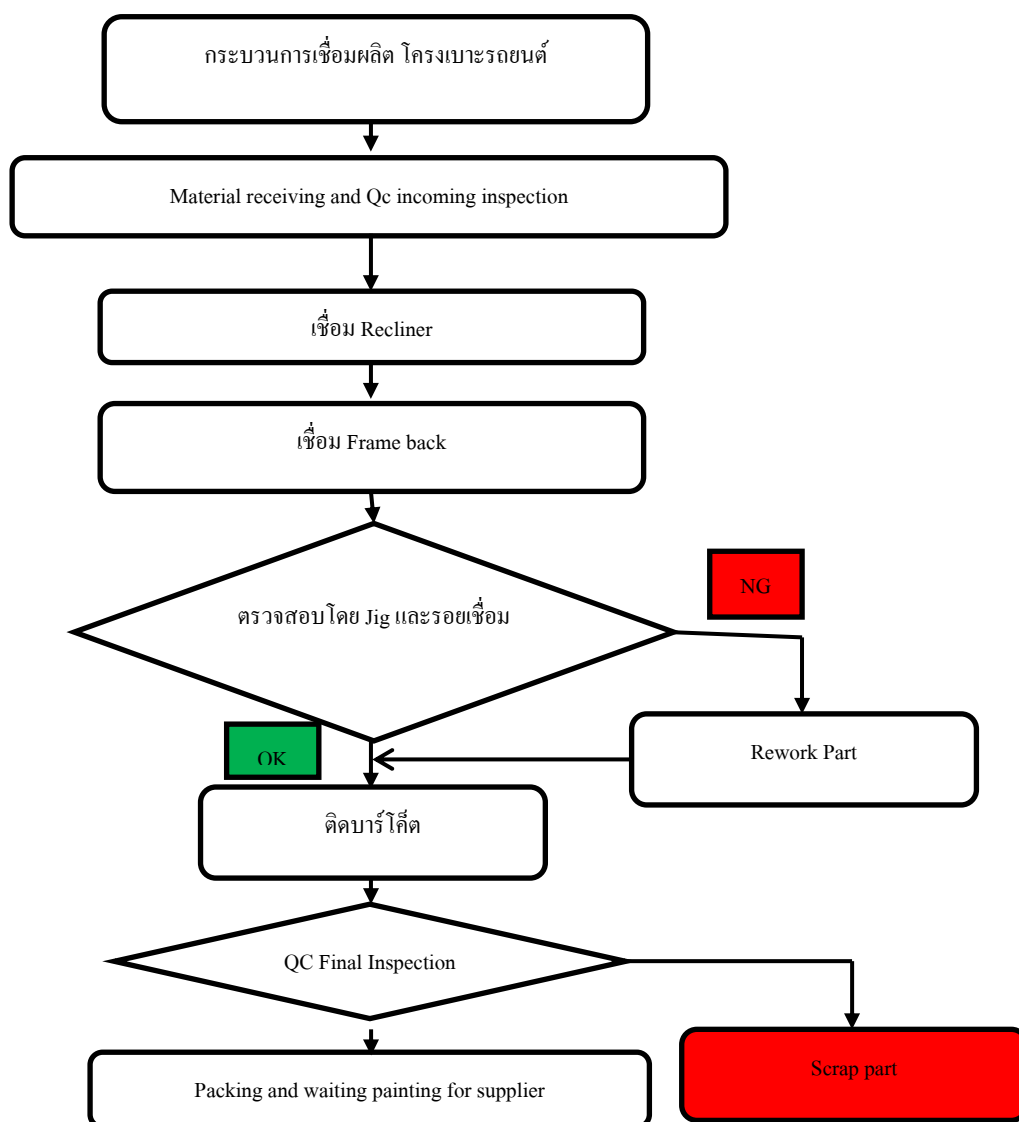 กระบวนการเชื่อมผลิต โครงเบาะรถยนต์
Material receiving and Qc incoming inspection
เชื่อม Recliner
เชื่อม Frame back
NG
ตรวจสอบโดย Jig และรอยเชื่อม
OK
Rework Part
ติดบาร์โค็ต
QC Final Inspection
Scrap part
Packing and waiting painting for supplier